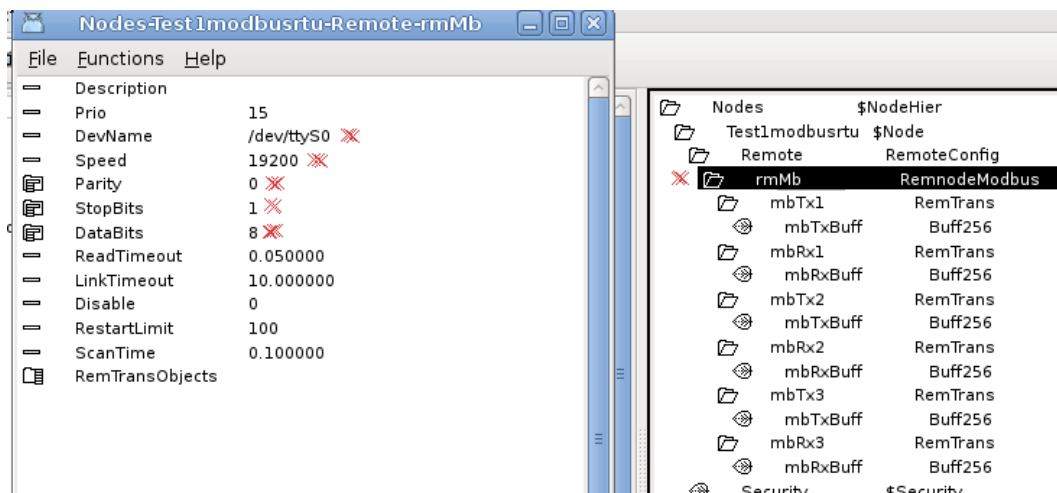 Nodes-Test1modbusrtu-Remote-rmMb
File Functions Help
Description
Prio 15
DevName /dev/ttyS0
Speed 19200
Parity 0
StopBits 1
DataBits 8
ReadTimeout 0.050000
LinkTimeout 10.000000
Disable 0
RestartLimit 100
ScanTime 0.100000
RemTransObjects
Nodes $NodeHier
Test1modbusrtu $Node
Remote RemoteConfig
rmMb RemnodeModbus
mbTx1 RemTrans
mbTxBuff Buff256
mbRx1 RemTrans
mbRxBuff Buff256
mbTx2 RemTrans
mbTxBuff Buff256
mbRx2 RemTrans
mbRxBuff Buff256
mbTx3 RemTrans
mbTxBuff Buff256
mbRx3 RemTrans
mbRxBuff Buff256
Security $Security